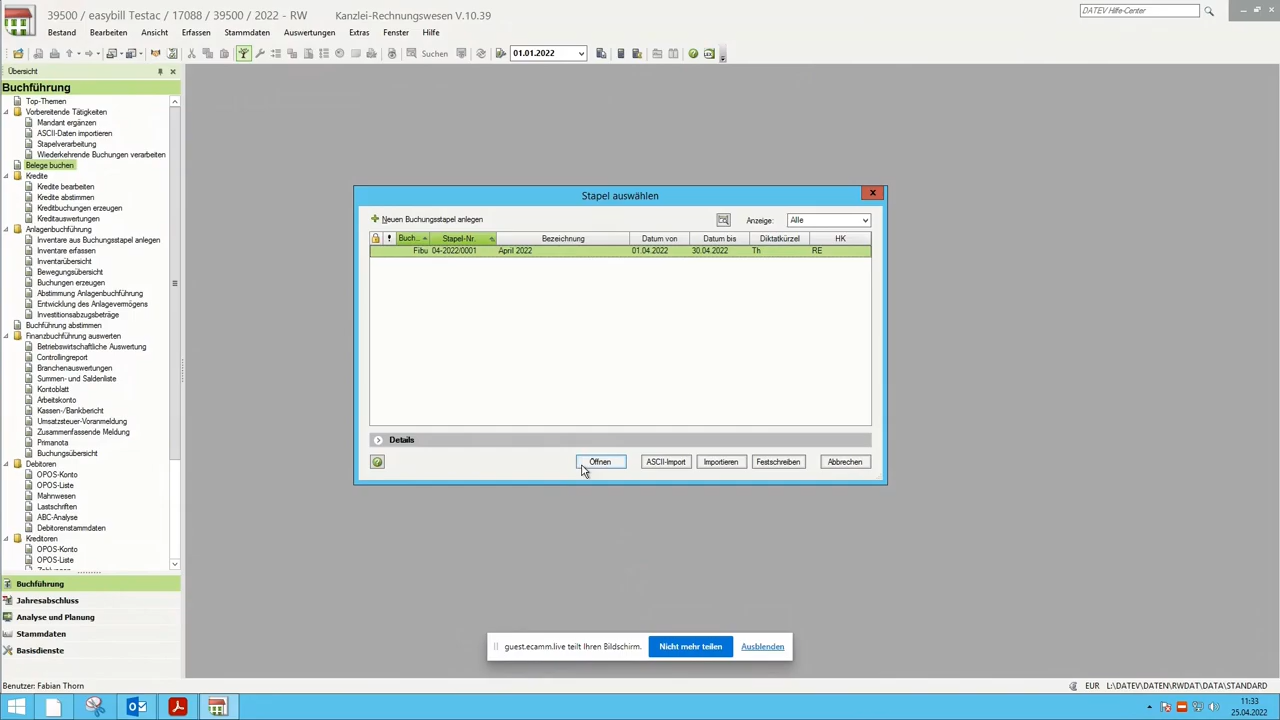 39500 / easybill Testac / 17088 / 39500 / 2022 - RW
Kanzlei-Rechnungswesen V.10.39
DATEV Hilfe-Center
Bestand Bearbeiten Ansicht Erfassen Stammdaten Auswertungen Extras Fenster Hilfe
Suchen
01.01.2022
Übersicht
Buchführung
Top-Themen
Vorbereitende Tätigkeiten
Mandant ergänzen
ASCII-Daten importieren
Stapelverarbeitung
Wiederkehrende Buchungen verarbeiten
Belege buchen
Kredite
Kredite bearbeiten
Kredite abstimmen
Kreditbuchungen erzeugen
Kreditauswertungen
Anlagenbuchführung
Inventare aus Buchungsstapel anlegen
Inventare erfassen
Inventarübersicht
Bewegungsübersicht
Buchungen erzeugen
Abstimmung Anlagenbuchführung
Entwicklung des Anlagevermögens
Investitionsabzugsbeträge
Buchführung abstimmen
Finanzbuchführung auswerten
Betriebswirtschaftliche Auswertung
Controllingreport
Branchenauswertungen
Summen- und Saldenliste
Kontoblatt
Arbeitskonto
Kassen-/Bankbericht
Umsatzsteuer-Voranmeldung
Zusammenfassende Meldung
Primanota
Buchungsübersicht
Debitoren
OPOS-Konto
OPOS-Liste
Mahnwesen
Lastschriften
ABC-Analyse
Debitorenstammdaten
Kreditoren
OPOS-Konto
OPOS-Liste
Buchführung
Jahresabschluss
Analyse und Planung
Stammdaten
Basisdienste
Stapel auswählen
Neuen Buchungsstapel anlegen
Anzeige: Alle
Buch... Stapel-Nr. Bezeichnung Datum von Datum bis Diktatkürzel HK
Fibu 04-2022/0001 April 2022 01.04.2022 30.04.2022 Th RE
Details
Öffnen ASCII-Import Importieren Festschreiben Abbrechen
guest.ecamm.live teilt Ihren Bildschirm. Nicht mehr teilen Ausblenden
Benutzer: Fabian Thorn
EUR L:\DATEV\DATEN\RWDAT\DATA\STANDARD
11:33
25.04.2022